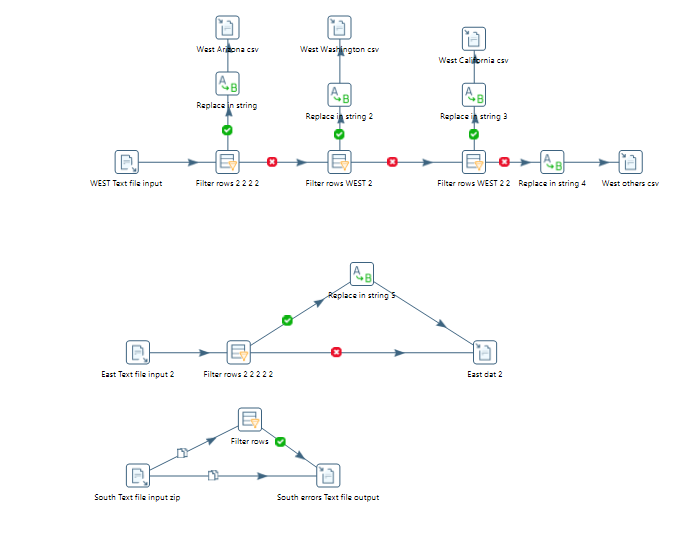 West Arizona csv
West Washington csv
West California csv
A
B
A
B
A
B
Replace in string
Replace in string 2
Replace in string 3
A
B
WEST Text file input
Filter rows 2 2 2 2
Filter rows WEST 2
Filter rows WEST 2 2
Replace in string 4
West others csv
A
B
Replace in string 5
East Text file input 2
Filter rows 2 2 2 2 2
East dat 2
Filter rows
South Text file input zip
South errors Text file output